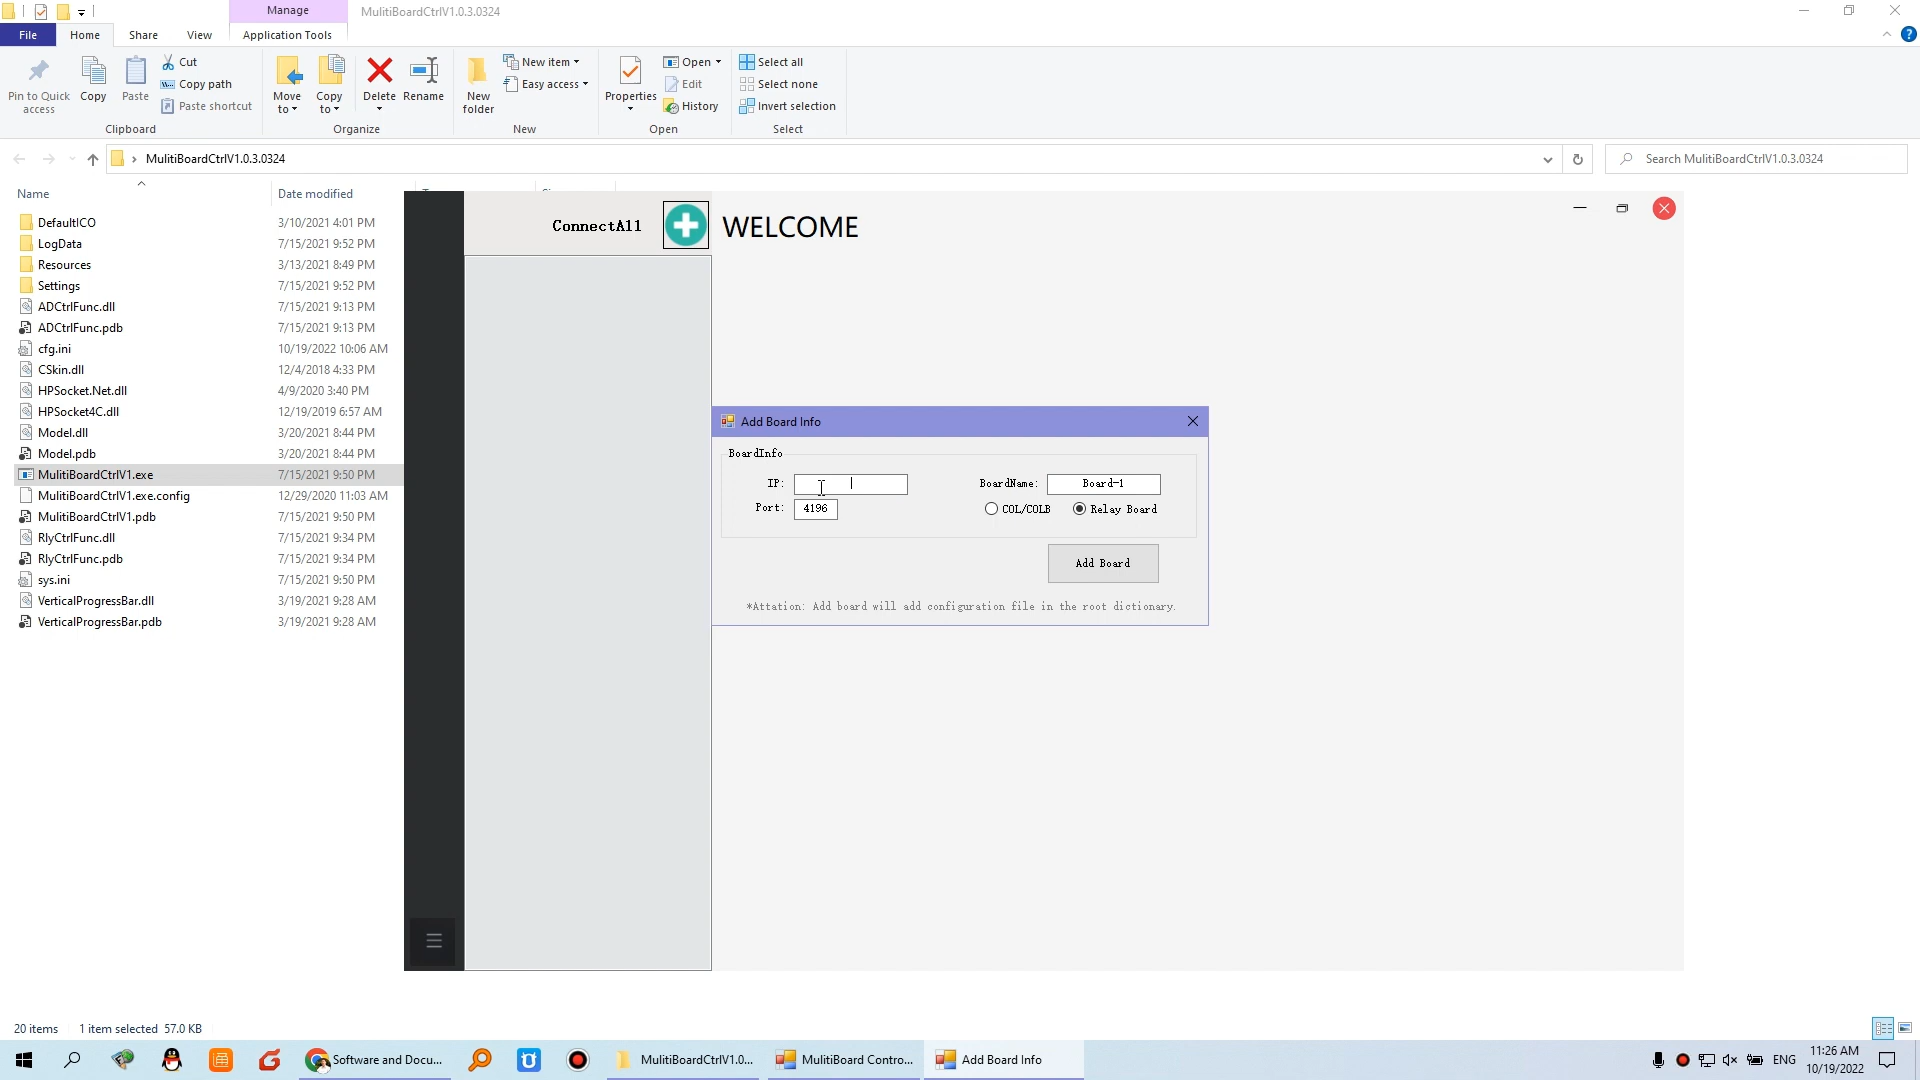 Manage
MulitiBoardCtrlV1.0.3.0324
File
Home
Share
View
Application Tools
Pin to Quick access
Copy
Paste
Cut
Copy path
Paste shortcut
Move to
Copy to
Delete
Rename
New folder
New item
Easy access
Properties
Open
Edit
History
Select all
Select none
Invert selection
Clipboard
Organize
New
Open
Select
MulitiBoardCtrlV1.0.3.0324
Search MulitiBoardCtrlV1.0.3.0324
Name
Date modified
DefaultICO 3/10/2021 4:01 PM
LogData 7/15/2021 9:52 PM
Resources 3/13/2021 8:49 PM
Settings 7/15/2021 9:52 PM
ADCtrlFunc.dll 7/15/2021 9:13 PM
ADCtrlFunc.pdb 7/15/2021 9:13 PM
cfg.ini 10/19/2022 10:06 AM
CSkin.dll 12/4/2018 4:33 PM
HPSocket.Net.dll 4/9/2020 3:40 PM
HPSocket4C.dll 12/19/2019 6:57 AM
Model.dll 3/20/2021 8:44 PM
Model.pdb 3/20/2021 8:44 PM
MulitiBoardCtrlV1.exe 7/15/2021 9:50 PM
MulitiBoardCtrlV1.exe.config 12/29/2020 11:03 AM
MulitiBoardCtrlV1.pdb 7/15/2021 9:50 PM
RlyCtrlFunc.dll 7/15/2021 9:34 PM
RlyCtrlFunc.pdb 7/15/2021 9:34 PM
sys.ini 7/15/2021 9:50 PM
VerticalProgressBar.dll 3/19/2021 9:28 AM
VerticalProgressBar.pdb 3/19/2021 9:28 AM
ConnectAll
WELCOME
Add Board Info
BoardInfo
IP:
BoardName: Board-1
Port: 4196
COL/COLB
Relay Board
Add Board
*Attation: Add board will add configuration file in the root dictionary.
20 items
1 item selected 57.0 KB
Software and Docu...
MulitiBoardCtrlV1.0...
MulitiBoard Contro...
Add Board Info
ENG
11:26 AM
10/19/2022